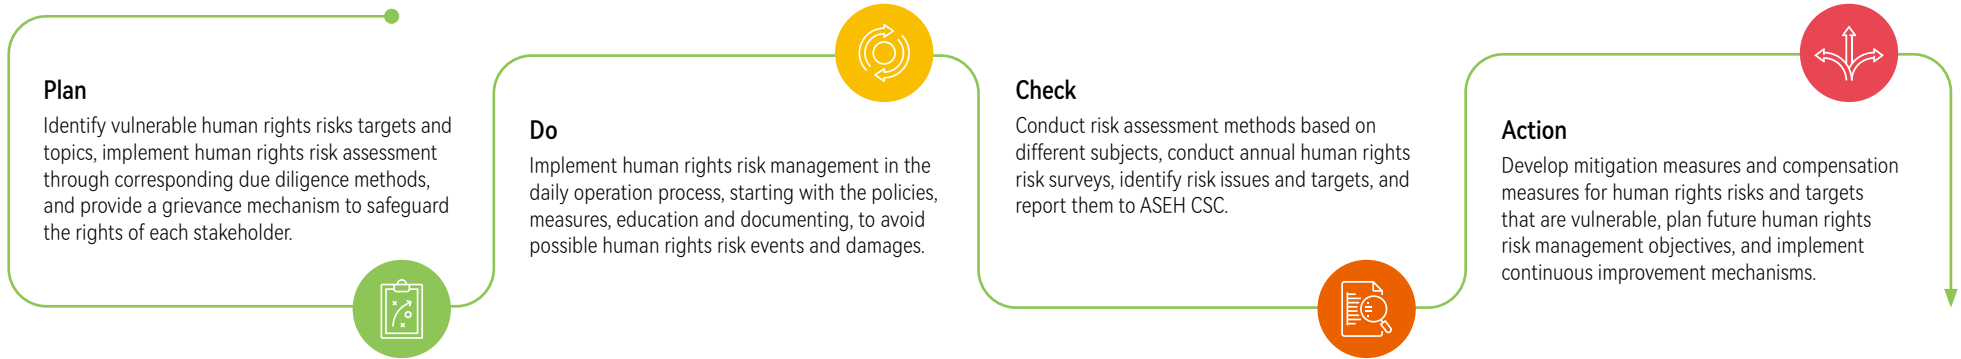 Plan
Identify vulnerable human rights risks targets and
topics, implement human rights risk assessment
through corresponding due diligence methods,
and provide a grievance mechanism to safeguard
the rights of each stakeholder.
Do
Implement human rights risk management in the
daily operation process, starting with the policies,
measures, education and documenting, to avoid
possible human rights risk events and damages.
Check
Conduct risk assessment methods based on
different subjects, conduct annual human rights
risk surveys, identify risk issues and targets, and
report them to ASEH CSC.
Action
Develop mitigation measures and compensation
measures for human rights risks and targets
that are vulnerable, plan future human rights
risk management objectives, and implement
continuous improvement mechanisms.